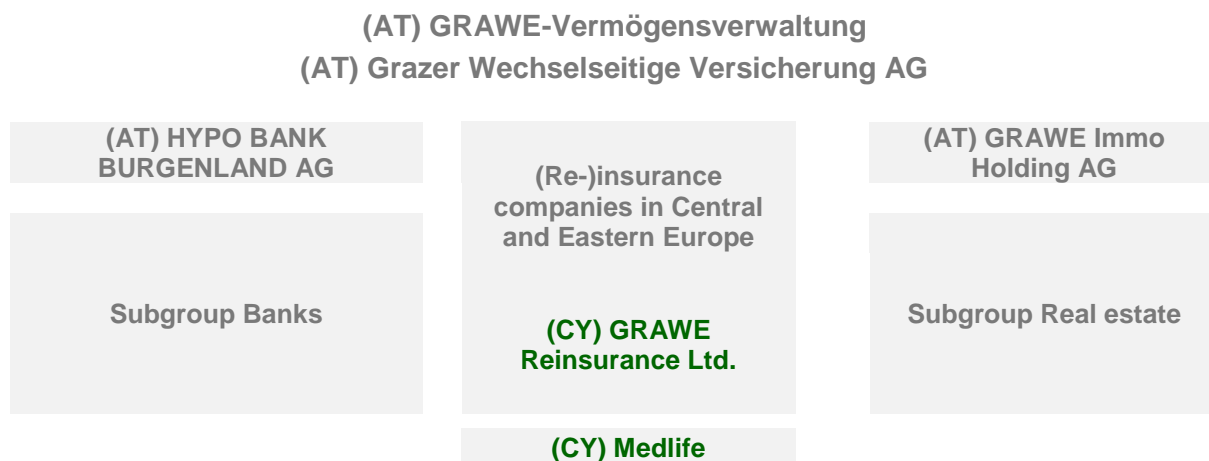 (AT) GRAWE-Vermögensverwaltung
(AT) Grazer Wechselseitige Versicherung AG
(AT) HYPO BANK
BURGENLAND AG
Subgroup Banks
(Re-)insurance
companies in Central
and Eastern Europe
(CY) GRAWE
Reinsurance Ltd.
(CY) Medlife
(AT) GRAWE Immo
Holding AG
Subgroup Real estate